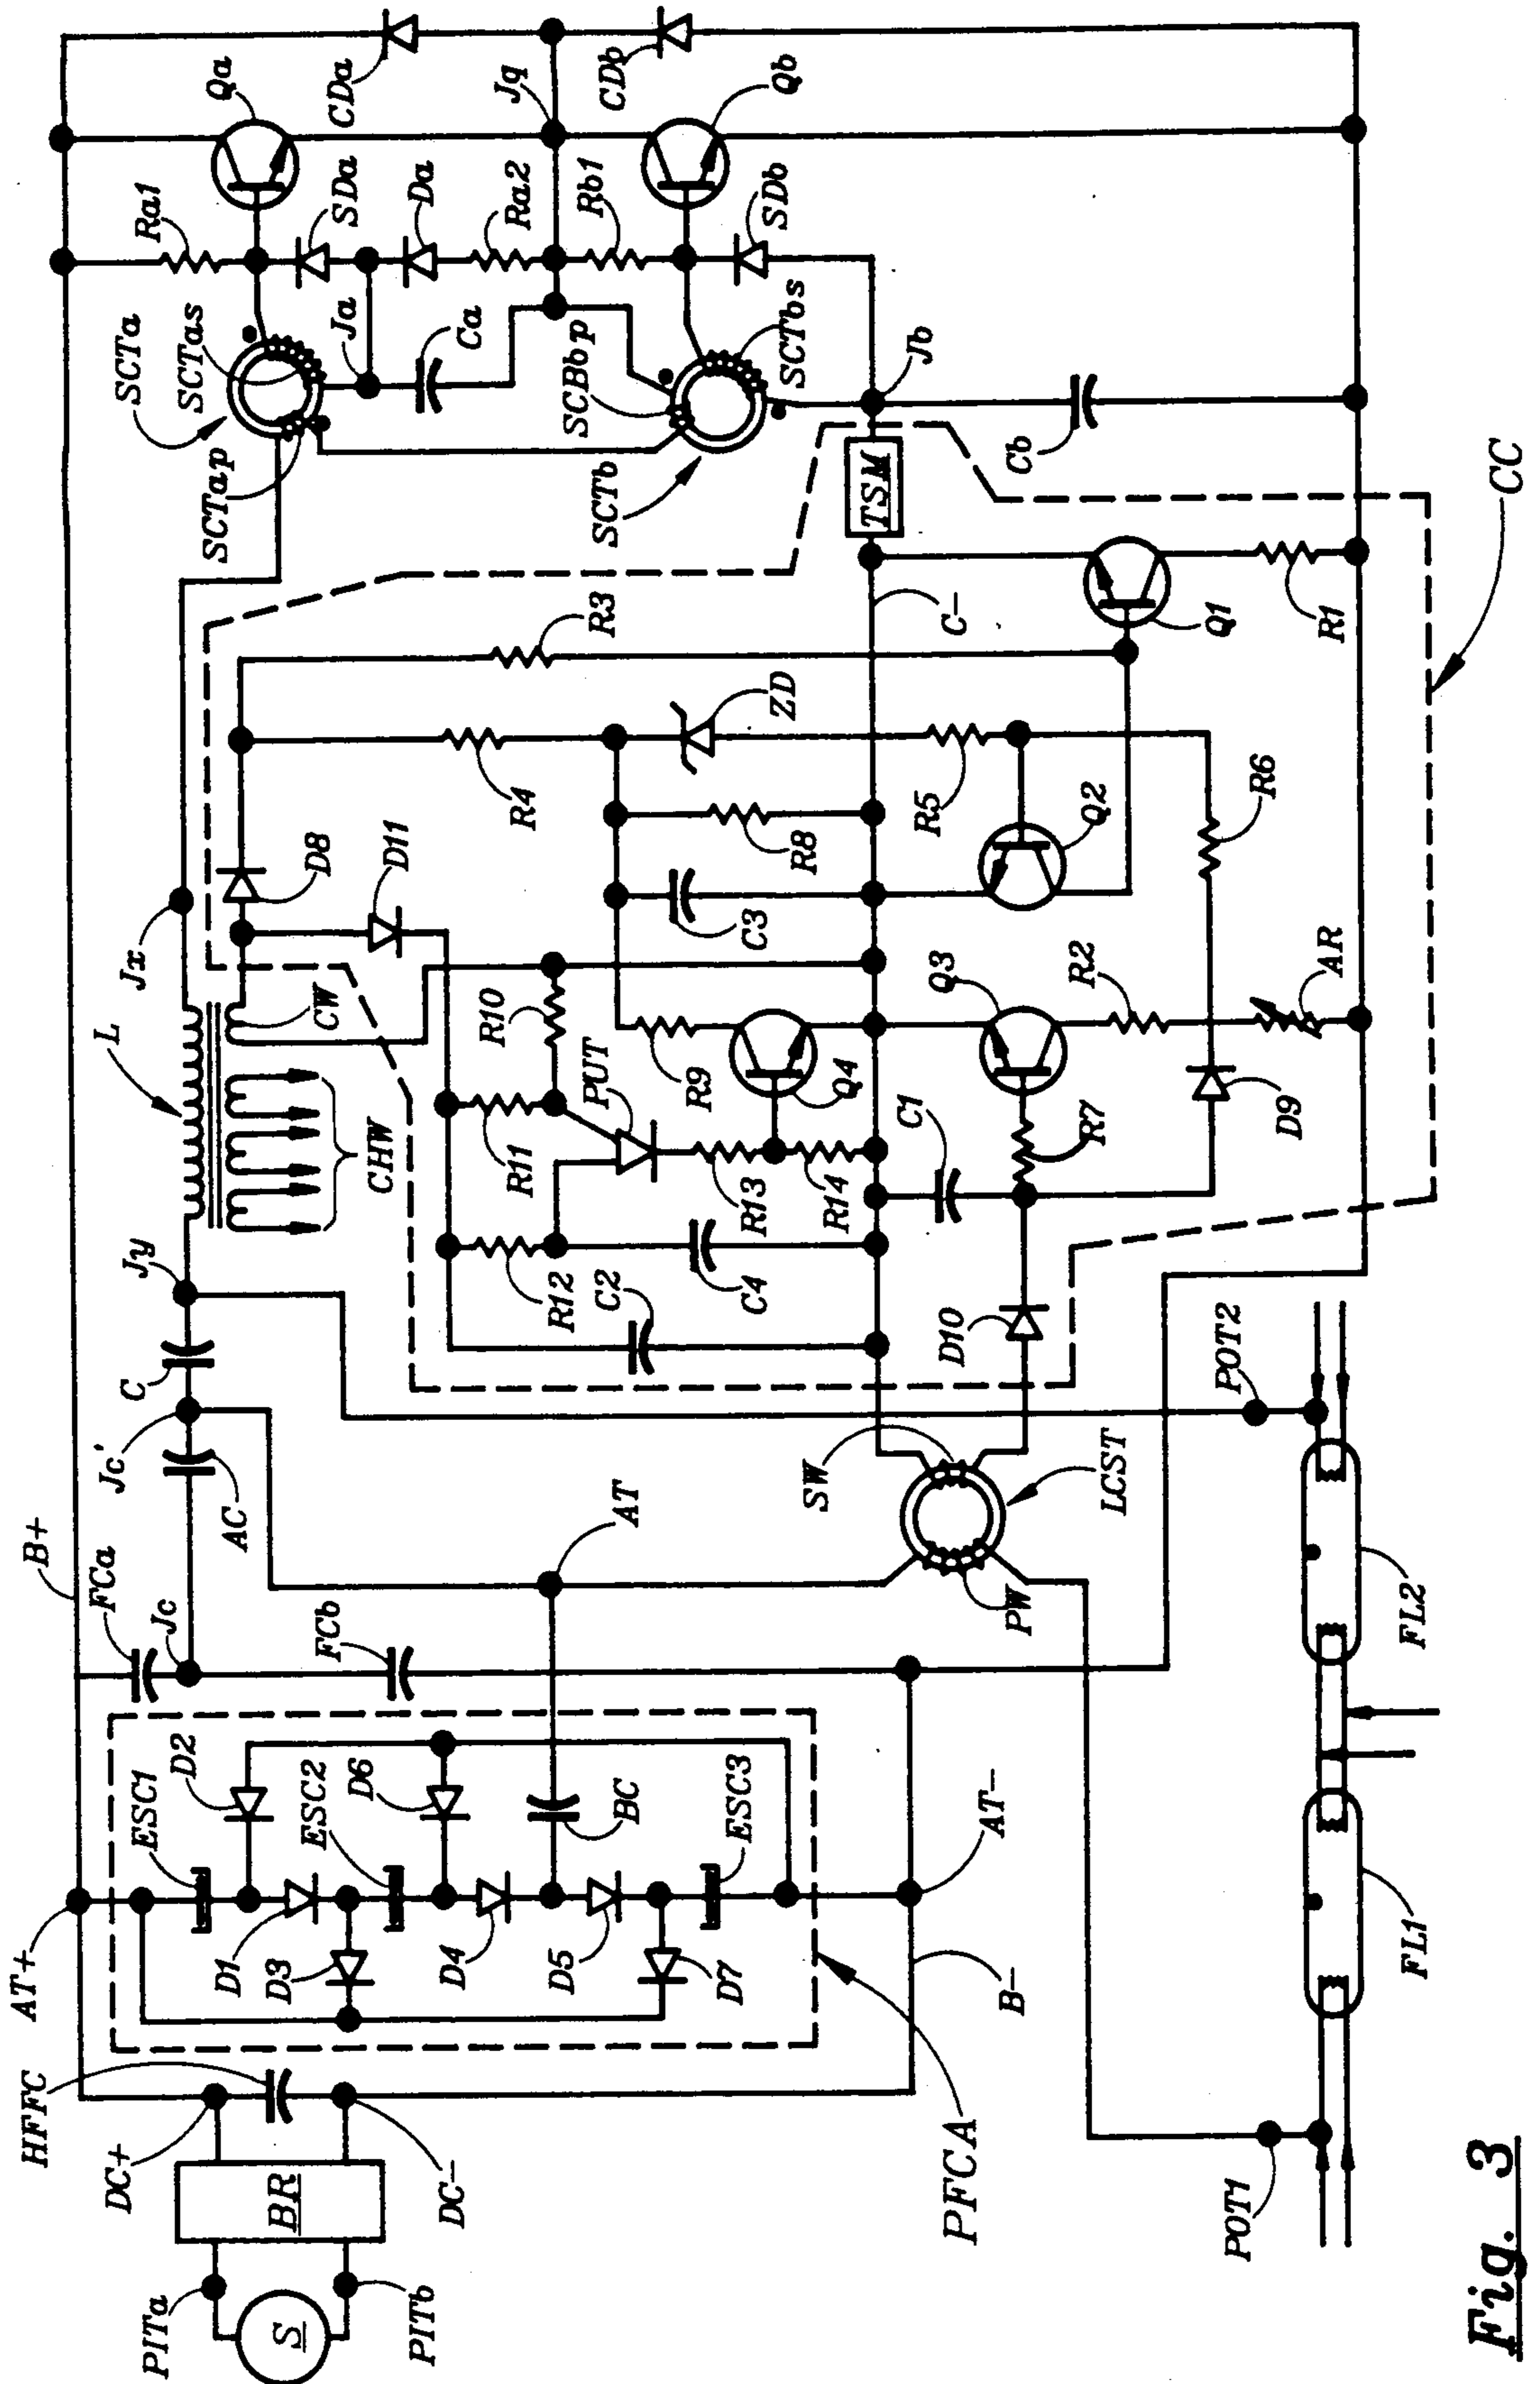 S
PITa
PITb
BR
DC+
DC-
HFFC
AT+
B+
ESC1
D2
D1
D3
ESC2
D6
D4
D5
BC
ESC3
D7
AT-
B-
PFCA
FCa
Jc
FCb
AC
Jc'
C
Jy
L
Jx
CHW
CW
AT
PW
SW
LCST
POT1
POT2
FL1
FL2
D8
D11
R12
R11
R10
PUT
C2
C4
R13
R14
R9
Q4
C3
R8
R4
R3
ZD
C-
R5
Q2
R6
Q3
R7
C1
D10
D9
R2
AR
Q1
R1
TSM
CC
SCTa
SCTas
SCTap
SCTb
SCBbp
SCTbs
Ja
Ca
Jb
Cb
Ra1
SDa
Da
Ra2
Rb1
SDb
Qa
CDa
Jq
CDb
Qb
Fig. 3